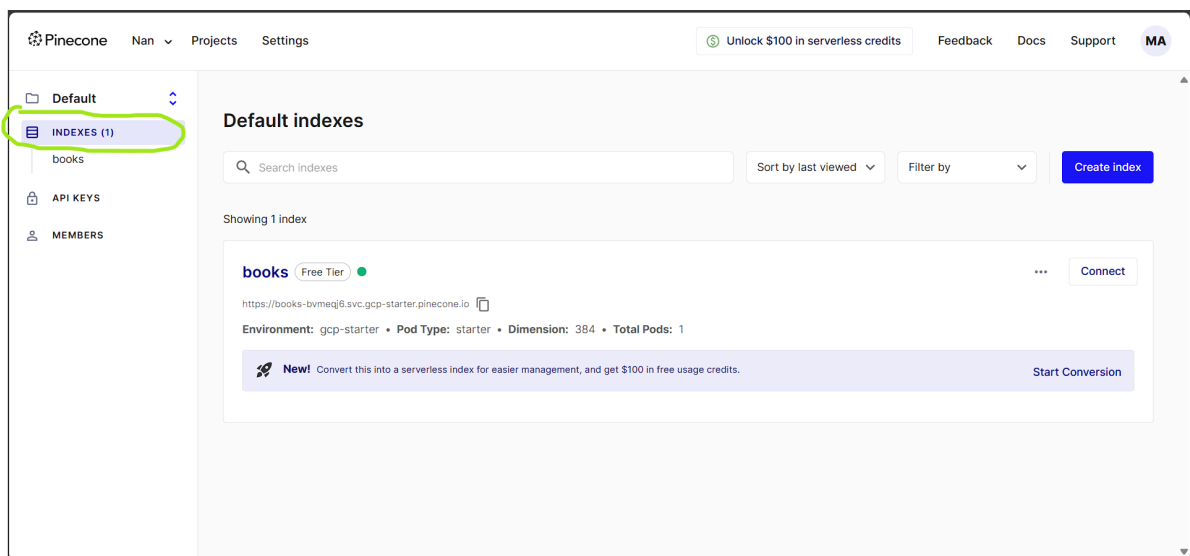 Pinecone Nan Projects Settings Unlock $100 in serverless credits Feedback Docs Support MA
Default
INDEXES (1)
books
API KEYS
MEMBERS
Default indexes
Search indexes Sort by last viewed Filter by Create index
Showing 1 index
books Free Tier ... Connect
https://books-bvmeqj6.svc.gcp-starter.pinecone.io
Environment: gcp-starter • Pod Type: starter • Dimension: 384 • Total Pods: 1
New! Convert this into a serverless index for easier management, and get $100 in free usage credits. Start Conversion